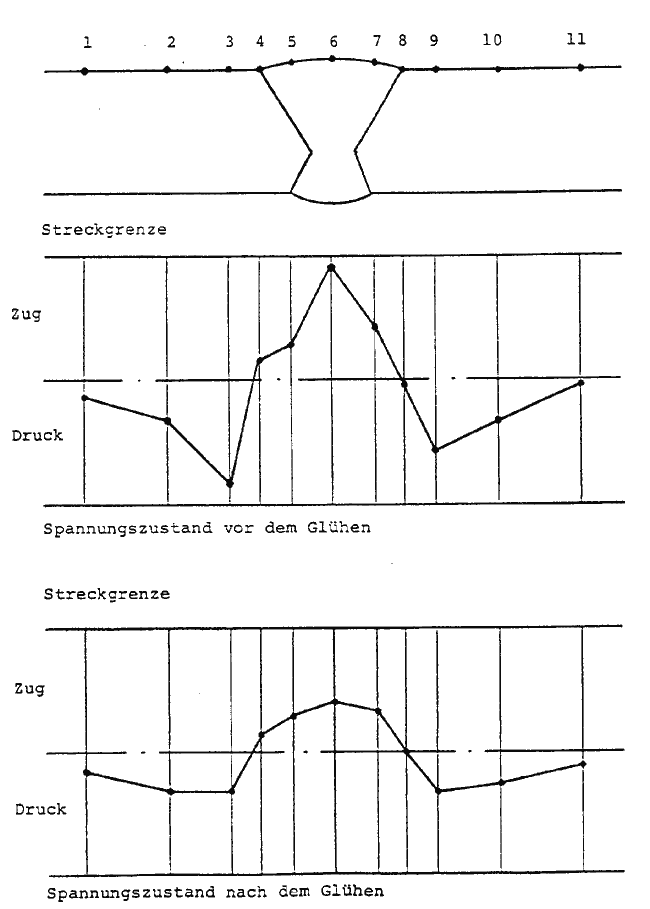 1 2 3 4 5 6 7 8 9 10 11
Streckgrenze
Zug
Druck
Spannungszustand vor dem Glühen
Streckgrenze
Zug
Druck
Spannungszustand nach dem Glühen